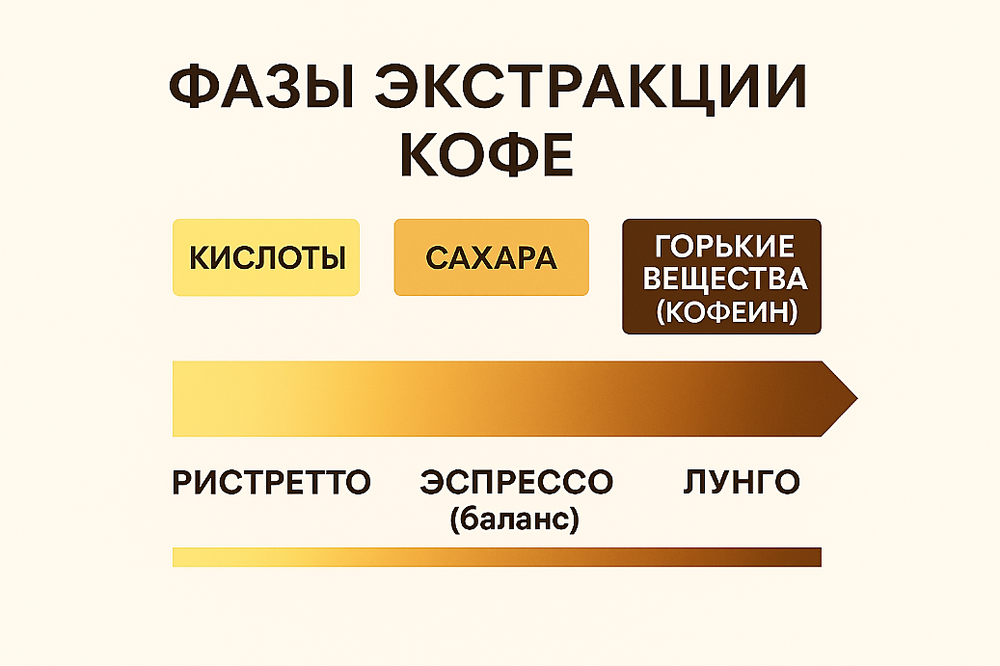 ФАЗЫ ЭКСТРАКЦИИ
КОФЕ
КИСЛОТЫ
САХАРА
ГОРЬКИЕ
ВЕЩЕСТВА
(КОФЕИН)
РИСТРЕТТО
ЭСПРЕССО
(баланс)
ЛУНГО